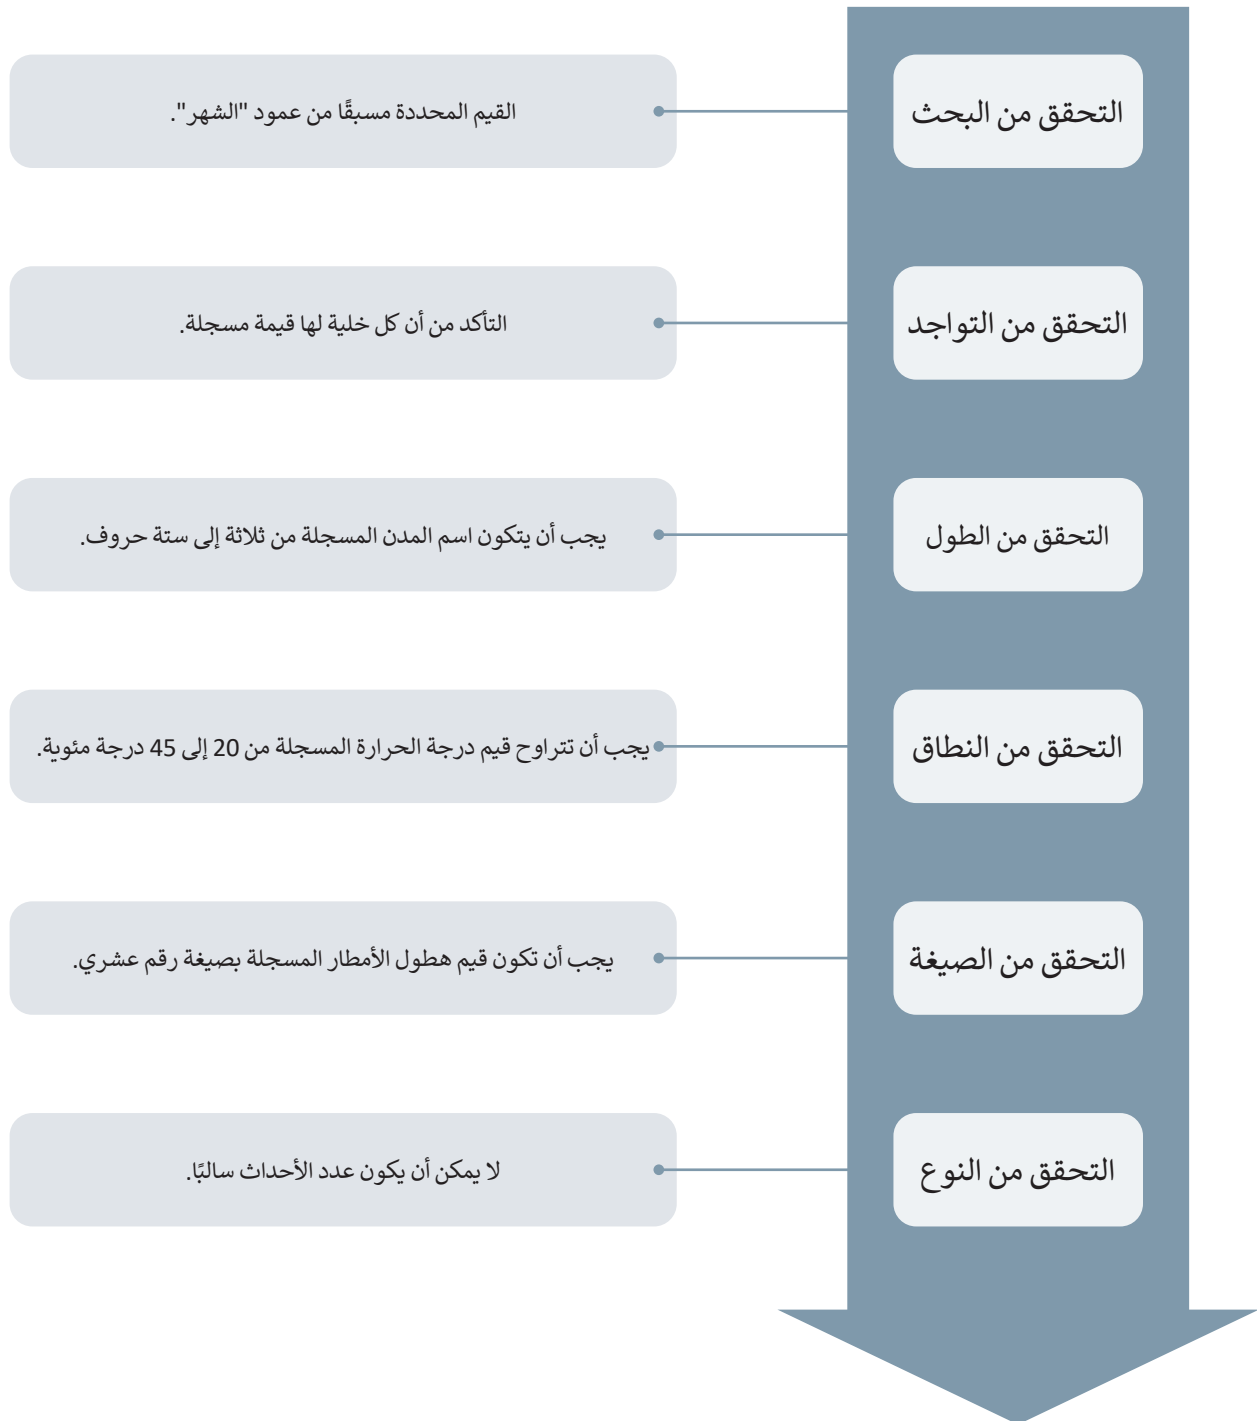 التحقق من البحث
القيم المحددة مسبقًا من عمود "الشهر".
التحقق من التواجد
التأكد من أن كل خلية لها قيمة مسجلة.
التحقق من الطول
يجب أن يتكون اسم المدن المسجلة من ثلاثة إلى ستة حروف.
التحقق من النطاق
يجب أن تتراوح قيم درجة الحرارة المسجلة من 20 إلى 45 درجة مئوية.
التحقق من الصيغة
يجب أن تكون قيم هطول الأمطار المسجلة بصيغة رقم عشري.
التحقق من النوع
لا يمكن أن يكون عدد الأحداث سالبًا.